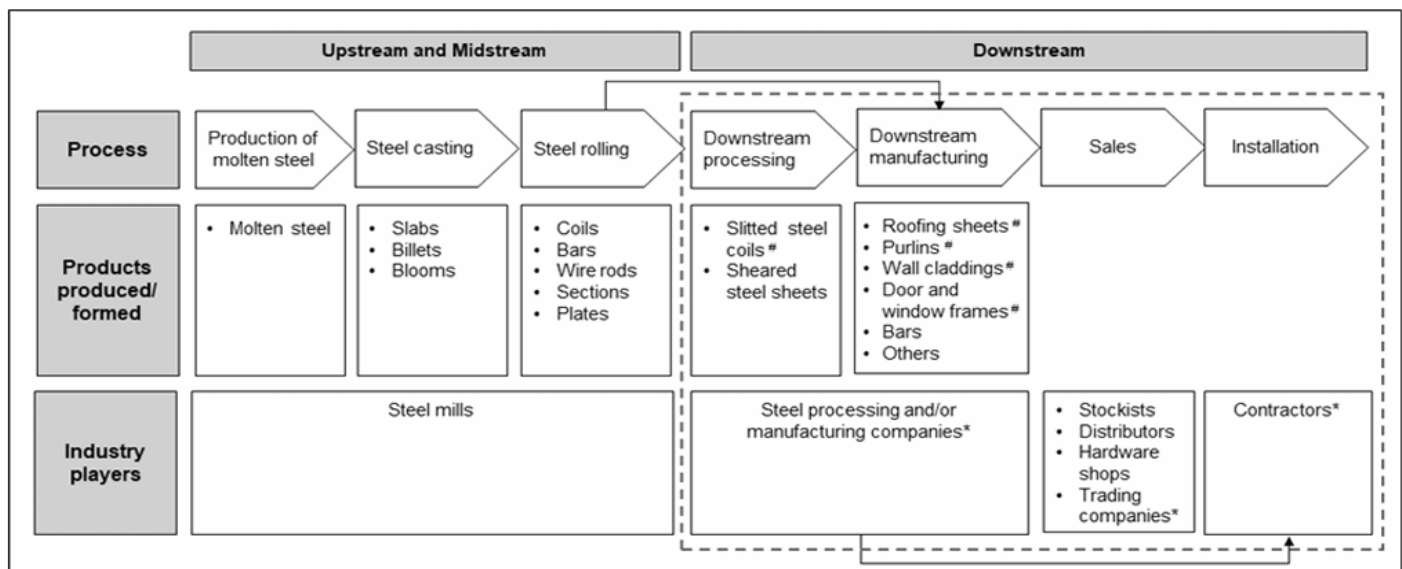 Upstream and Midstream
Downstream
Process
Production of
molten steel
Steel casting
Steel rolling
Downstream
processing
Downstream
manufacturing
Sales
Installation
Products
produced/
formed
• Molten steel
• Slabs
• Billets
• Blooms
• Coils
• Bars
• Wire rods
• Sections
• Plates
• Slitted steel
coils#
• Sheared
steel sheets
• Roofing sheets#
• Purlins#
• Wall claddings#
• Door and
window frames#
• Bars
• Others
Industry
players
Steel mills
Steel processing and/or
manufacturing companies*
• Stockists
• Distributors
• Hardware
shops
• Trading
companies*
Contractors*